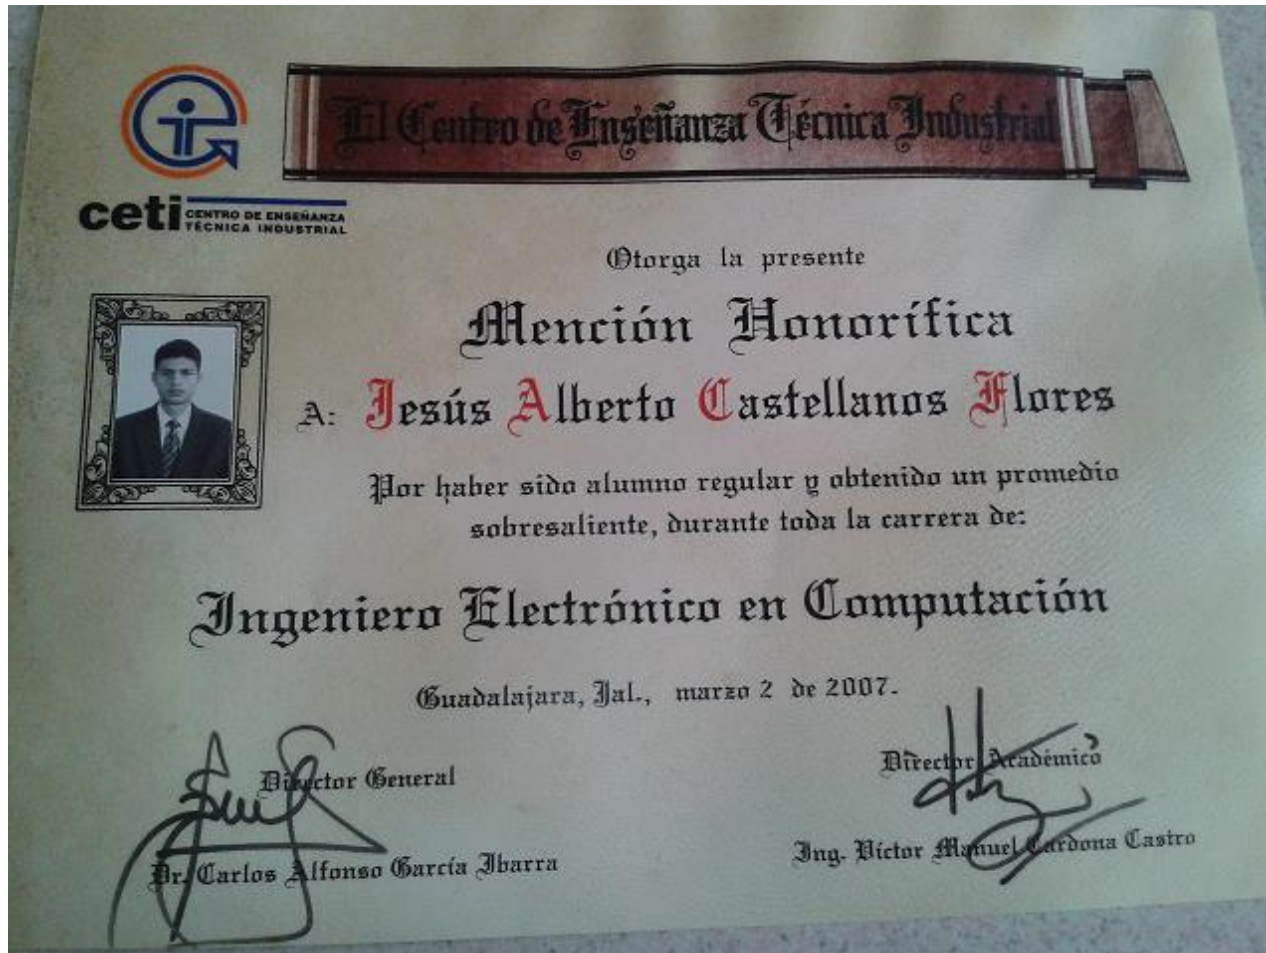 El Centro de Enseñanza Técnica Industrial
ceti CENTRO DE ENSEÑANZA
TÉCNICA INDUSTRIAL
Otorga la presente
Mención Honorífica
A: Jesús Alberto Castellanos Flores
Por haber sido alumno regular y obtenido un promedio
sobresaliente, durante toda la carrera de:
Ingeniero Electrónico en Computación
Guadalajara, Jal., marzo 2 de 2007.
Director General
Dr. Carlos Alfonso García Ibarra
Director Académico
Ing. Víctor Manuel Cardona Castro